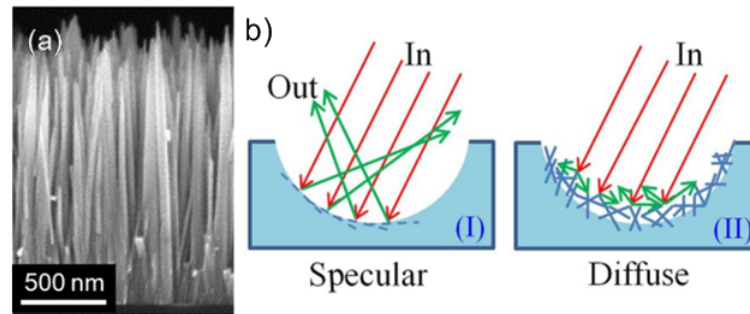 (a)
500 nm
b)
In
Out
(I)
Specular
In
(II)
Diffuse